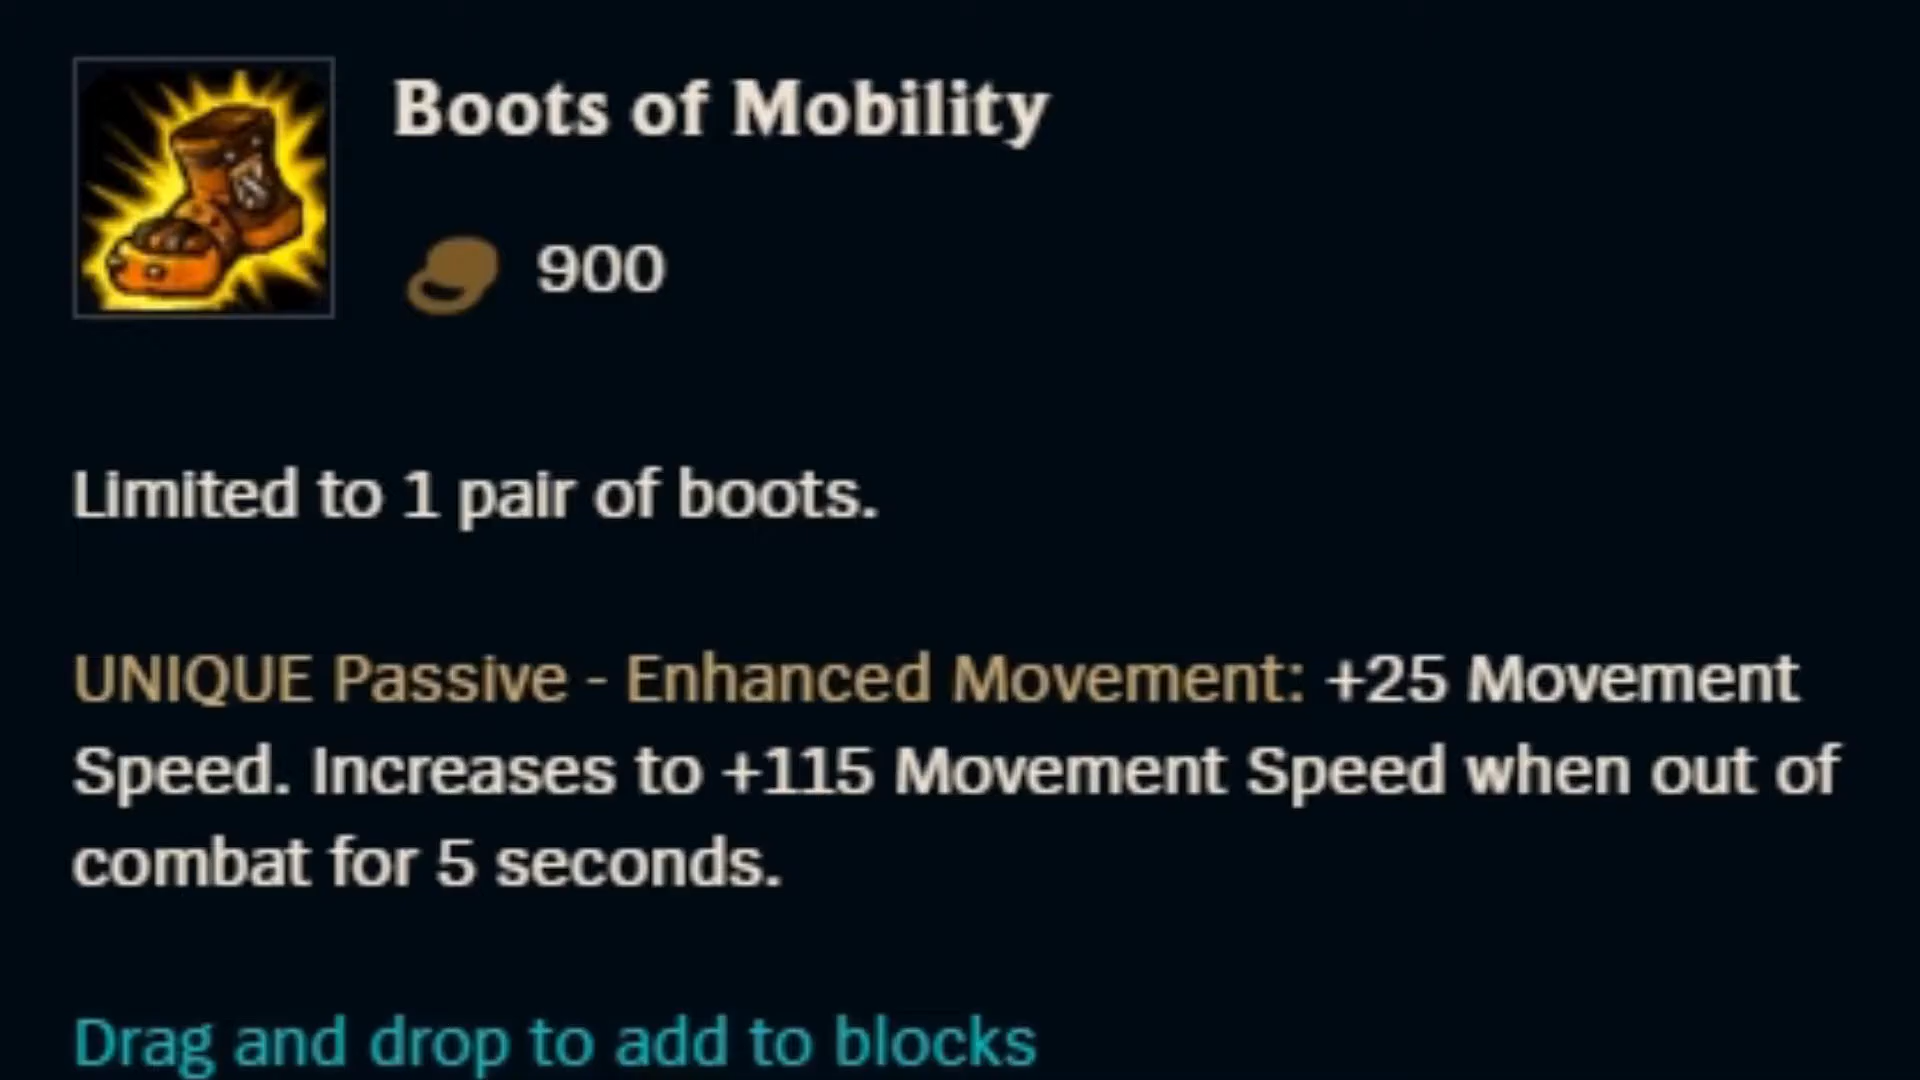 Boots of Mobility
900
Limited to 1 pair of boots.
UNIQUE Passive - Enhanced Movement: +25 Movement
Speed. Increases to +115 Movement Speed when out of
combat for 5 seconds.
Drag and drop to add to blocks